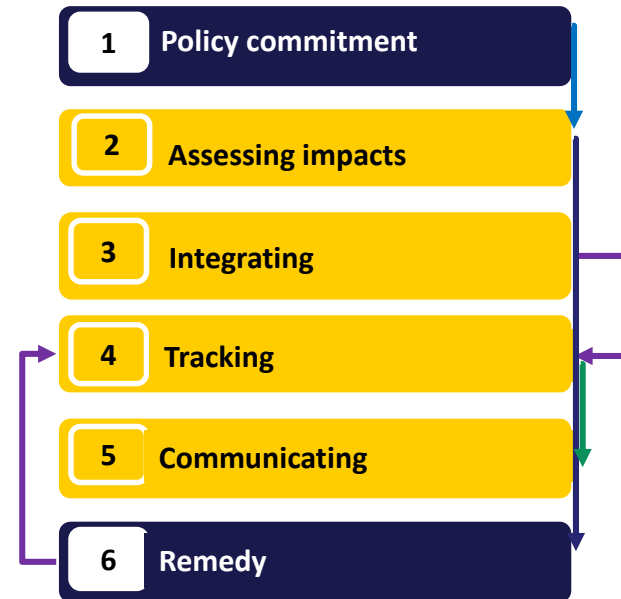 1 Policy commitment
2 Assessing impacts
3 Integrating
4 Tracking
5 Communicating
6 Remedy